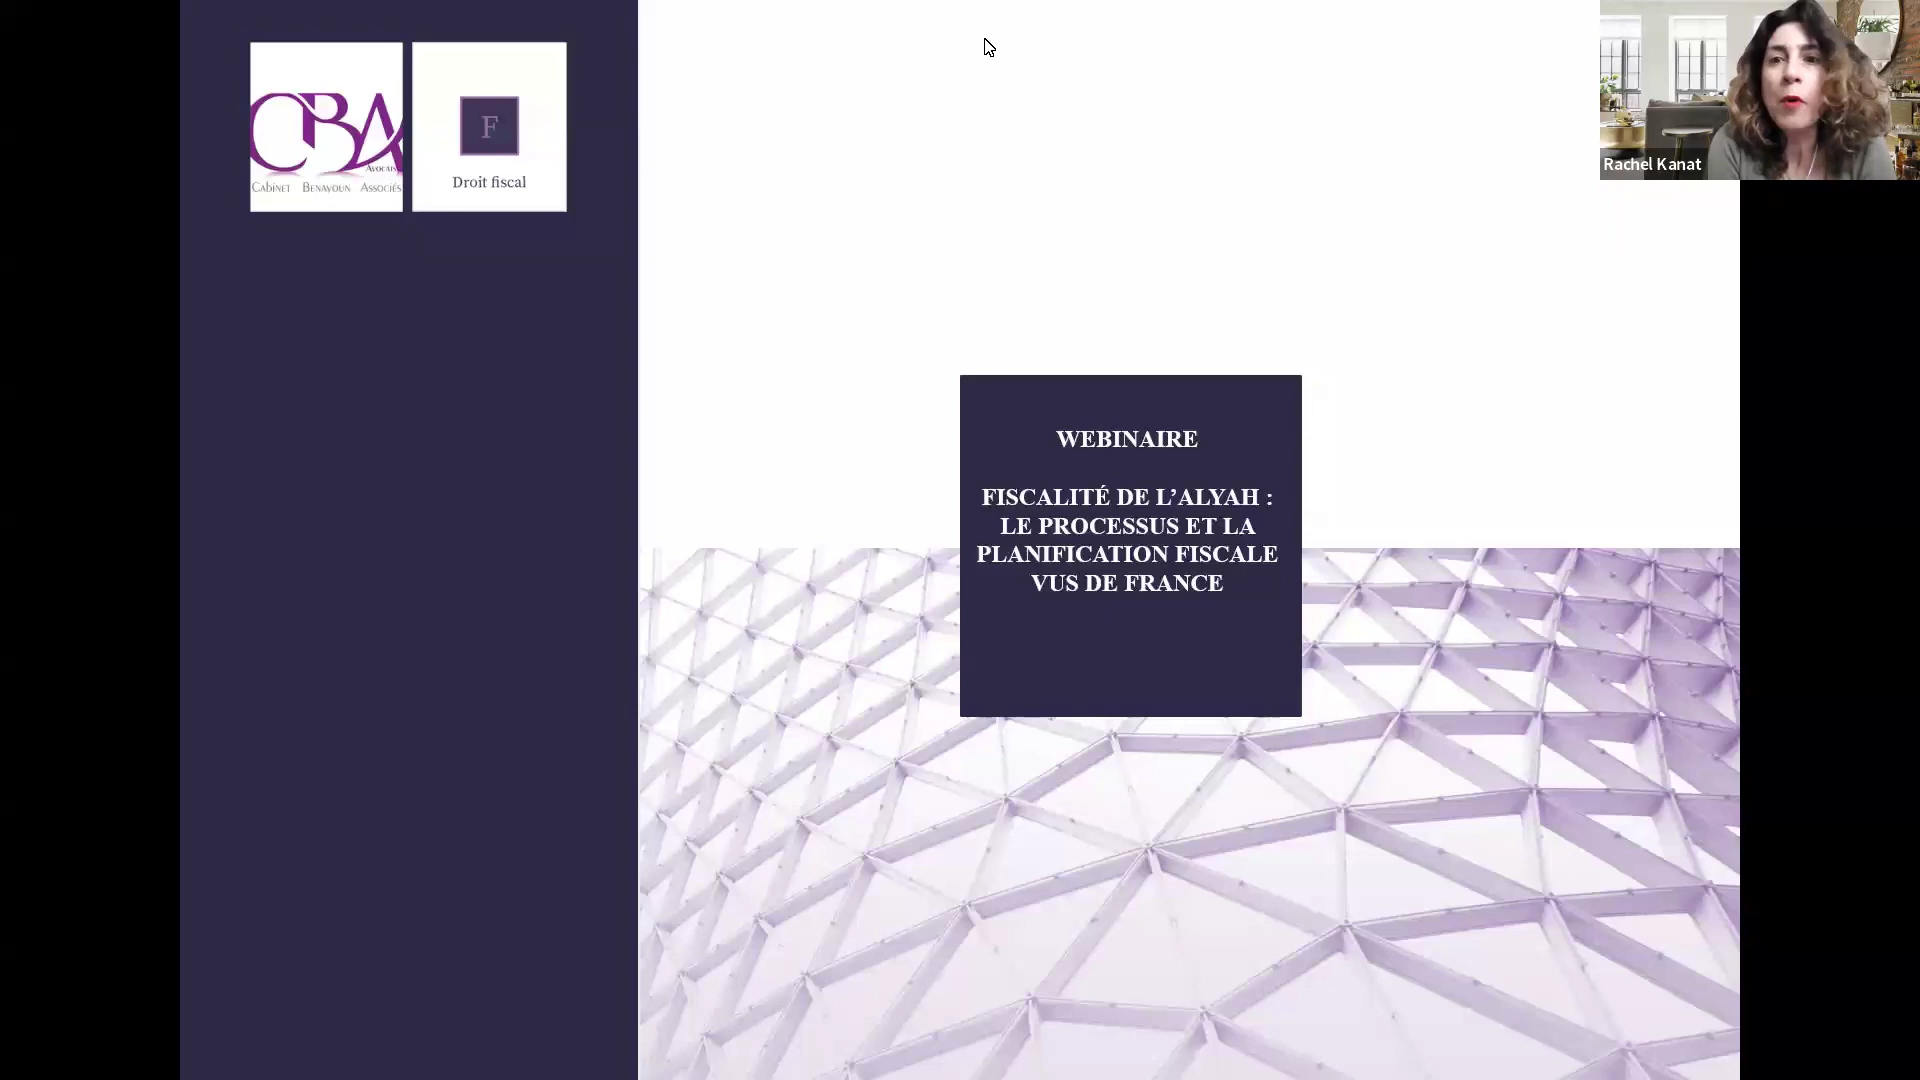 CBA
AVOCATS
CABINET BENAYOUN ASSOCIÉS
F
Droit fiscal
Rachel Kanat
WEBINAIRE
FISCALITÉ DE L’ALYAH :
LE PROCESSUS ET LA
PLANIFICATION FISCALE
VUS DE FRANCE